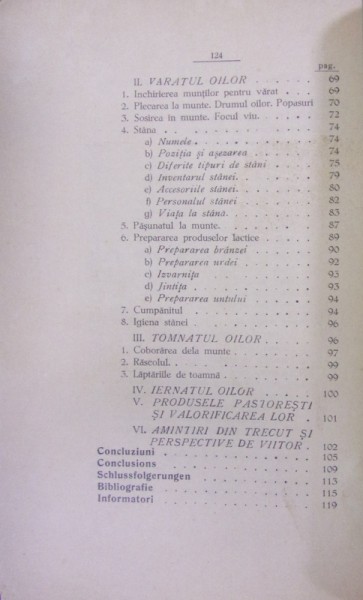 124
pag.
II. VARATUL OILOR . . . . . . 69
1. Inchirierea munților pentru vărat . . . 69
2. Plecarea la munte. Drumul oilor. Popasuri 70
3. Sosirea în munte. Focul viu. . . . . . 72
4. Stâna . . . . . . . . . . . . 74
a) Numele. . . . . . . . . . 74
b) Poziția și așezarea . . . . . . 74
c) Diferite tipuri de stâni . . . . . 75
d) Inventarul stânei. . . . . . . 79
e) Accesoriile stânei. . . . . . . 80
f) Personalul stânei . . . . . . 82
g) Viața la stână. . . . . . . . 83
5. Pășunatul la munte. . . . . . . . 87
6. Prepararea produselor lactice . . . . . 89
a) Prepararea brânzei . . . . . 90
b) Prepararea urdei . . . . . . 92
c) Izvarnița . . . . . . . . 93
d) Jintița . . . . . . . . . 93
e) Prepararea untului . . . . . 94
7. Cumpănitul . . . . . . . . . . 94
8. Igiena stânei . . . . . . . . . . 96
III. TOMNATUL OILOR . . . . 96
1. Coborârea dela munte . . . . . . . 97
2. Răscolul. . . . . . . . . . . . 99
3. Lăptăriile de toamnă . . . . . . . . 99
IV. IERNATUL OILOR . . . . 100
V. PRODUSELE PASTOREȘTI
ȘI VALORIFICAREA LOR . 101
VI. AMINTIRI DIN TRECUT ȘI
PERSPECTIVE DE VIITOR . 102
Concluziuni . . . . . . . . . . . 105
Conclusions . . . . . . . . . . . 109
Schlussfolgerungen . . . . . . . . . 113
Bibliografie . . . . . . . . . . . 115
Informatori . . . . . . . . . . . 119